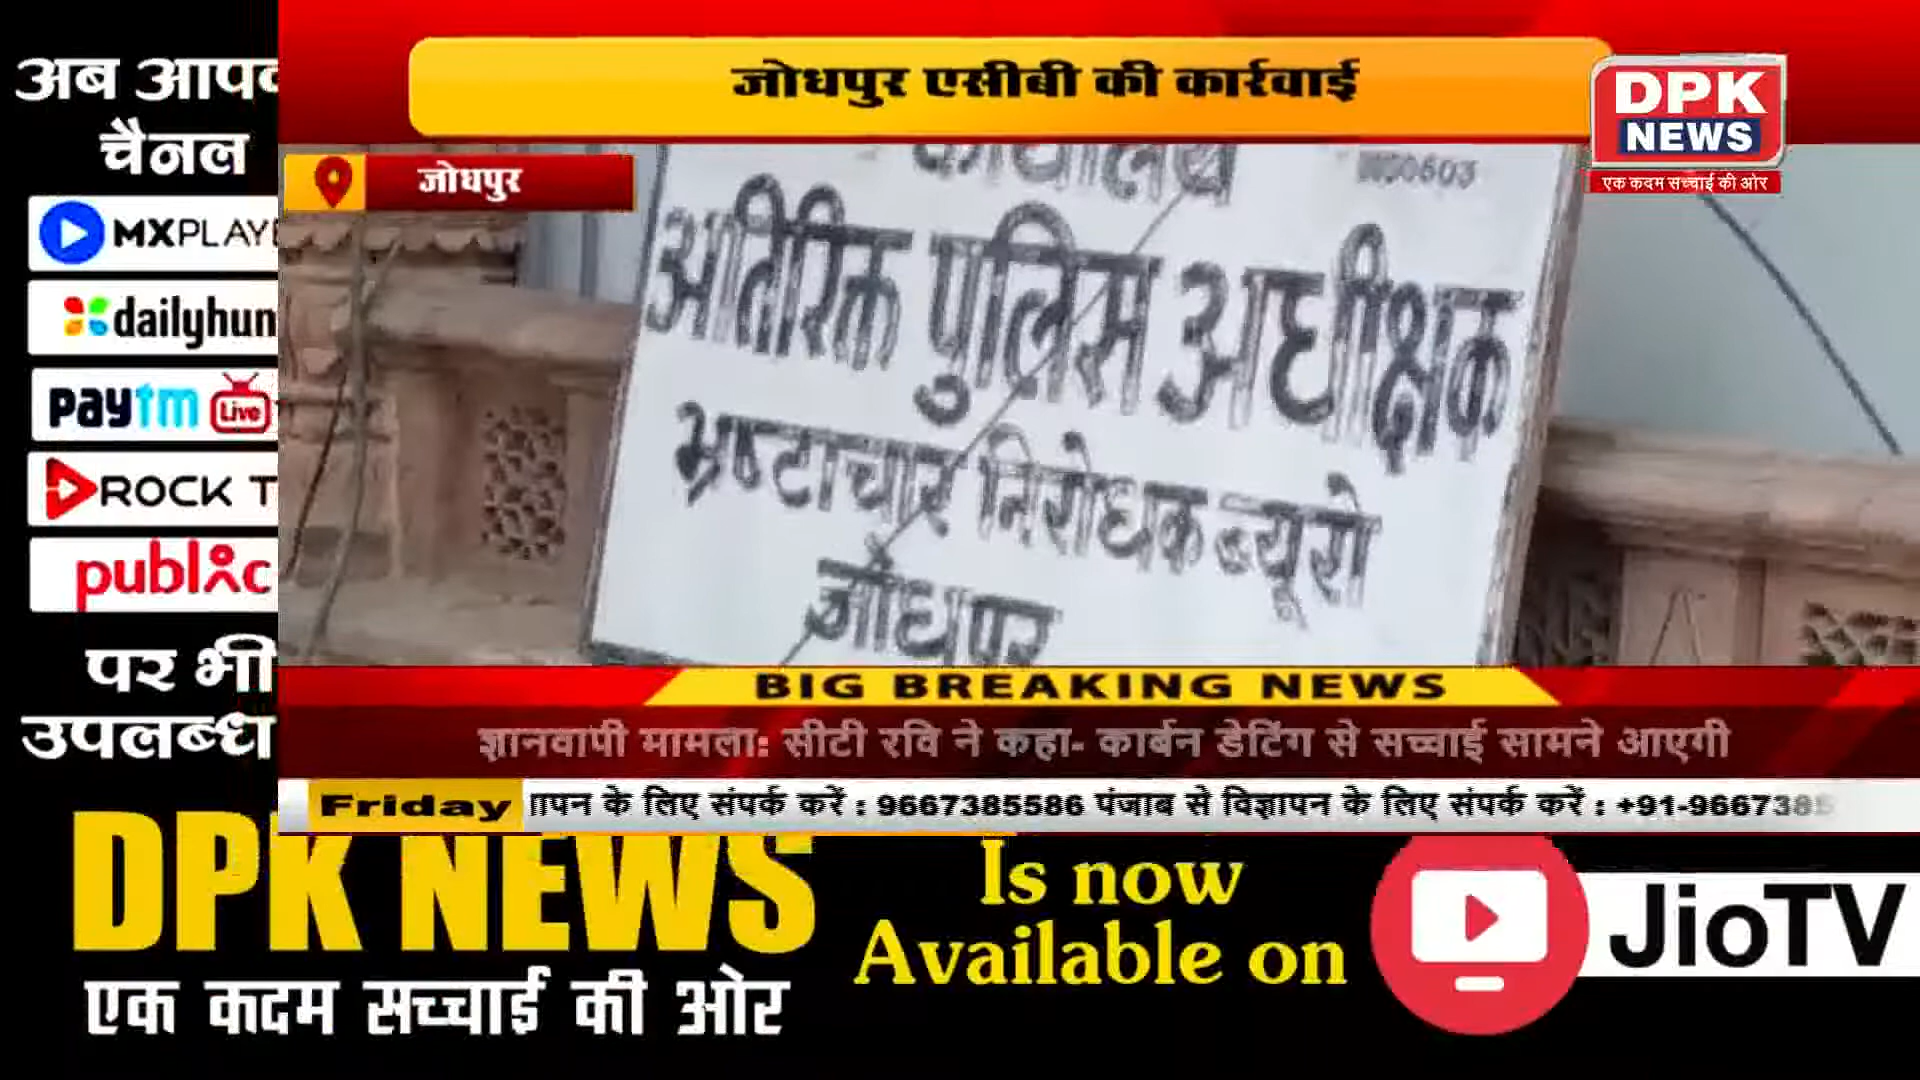 अब आपका
चैनल
MXPLAYE
dailyhun
paytm Live
ROCK T
public
पर भी
उपलब्ध
जोधपुर एसीबी की कार्रवाई
DPK
NEWS
एक कदम सच्चाई की ओर
जोधपुर
कार्यालय
अतिरिक्त पुलिस अधीक्षक
भ्रष्टाचार निरोधक ब्यूरो
जोधपुर
BIG BREAKING NEWS
ज्ञानवापी मामला: सीटी रवि ने कहा- कार्बन डेटिंग से सच्चाई सामने आएगी
Friday
ापन के लिए संपर्क करें : 9667385586 पंजाब से विज्ञापन के लिए संपर्क करें : +91-9667385
DPK NEWS
एक कदम सच्चाई की ओर
Is now
Available on
JioTV